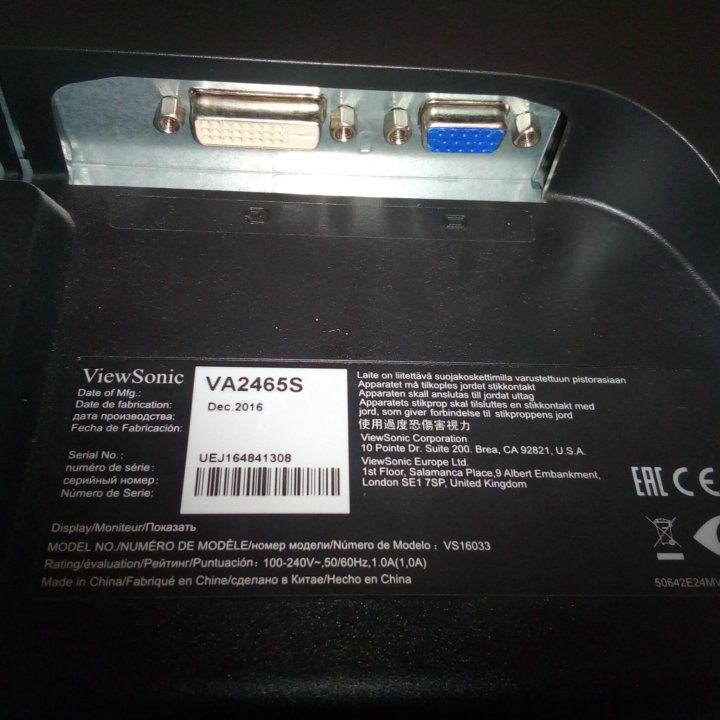 ViewSonic
Date of Mfg.:
Date de fabrication:
дата производства:
Fecha de Fabricación:
VA2465S
Dec.2016
Serial No.:
numéro de série:
серийный номер:
Número de Serie:
UEJ164841308
Laite on liitettävä suojakoskettimilla varustettuun pistorasiaan
Apparatet må tilkoples jordet stikkontakt
Apparaten skall anslutas till jordat uttag
Apparatets stikprop skal tilsluttes en stikkontakt med
jord, som giver forbindelse til stikproppens jord
使用過度恐傷害視力
ViewSonic Corporation
10 Pointe Dr. Suite 200. Brea, CA 92821, U.S.A.
ViewSonic Europe Ltd.
1st Floor, Salamanca Place,9 Albert Embankment,
London SE1 7SP, United Kingdom
EAC CE
Display/Moniteur/Показать
MODEL NO./NUMÉRO DE MODÈLE/номер модели/Número de Modelo : VS16033
Rating/évaluation/Рейтинг/Puntuación: 100-240V~,50/60Hz,1.0A(1,0A)
Made in China/Fabriqué en Chine/сделано в Китае/Hecho en China
50642E24MV